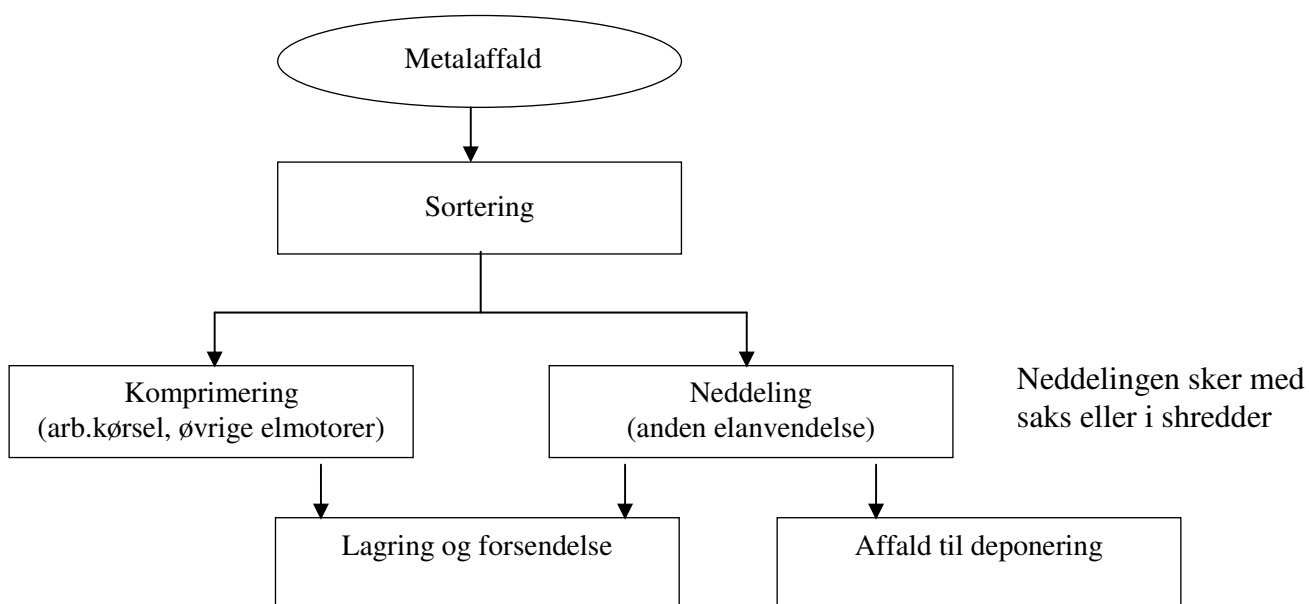 Metalaffald
Sortering
Komprimering
(arb.kørsel, øvrige elmotorer)
Neddeling
(anden elanvendelse)
Neddelingen sker med
saks eller i shredder
Lagring og forsendelse
Affald til deponering